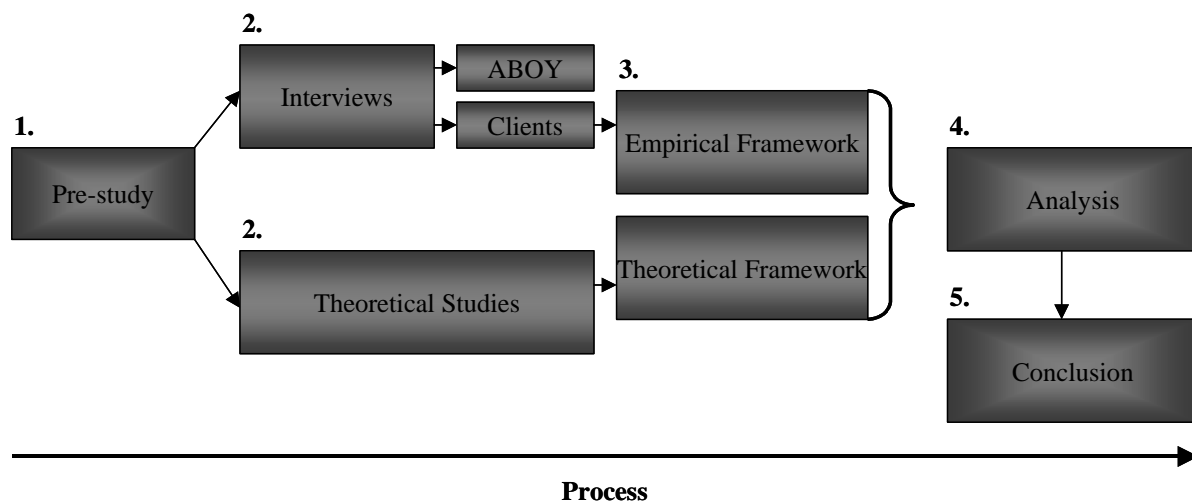 1.
Pre-study
2.
Interviews
ABOY
Clients
2.
Theoretical Studies
3.
Empirical Framework
Theoretical Framework
4.
Analysis
5.
Conclusion
Process